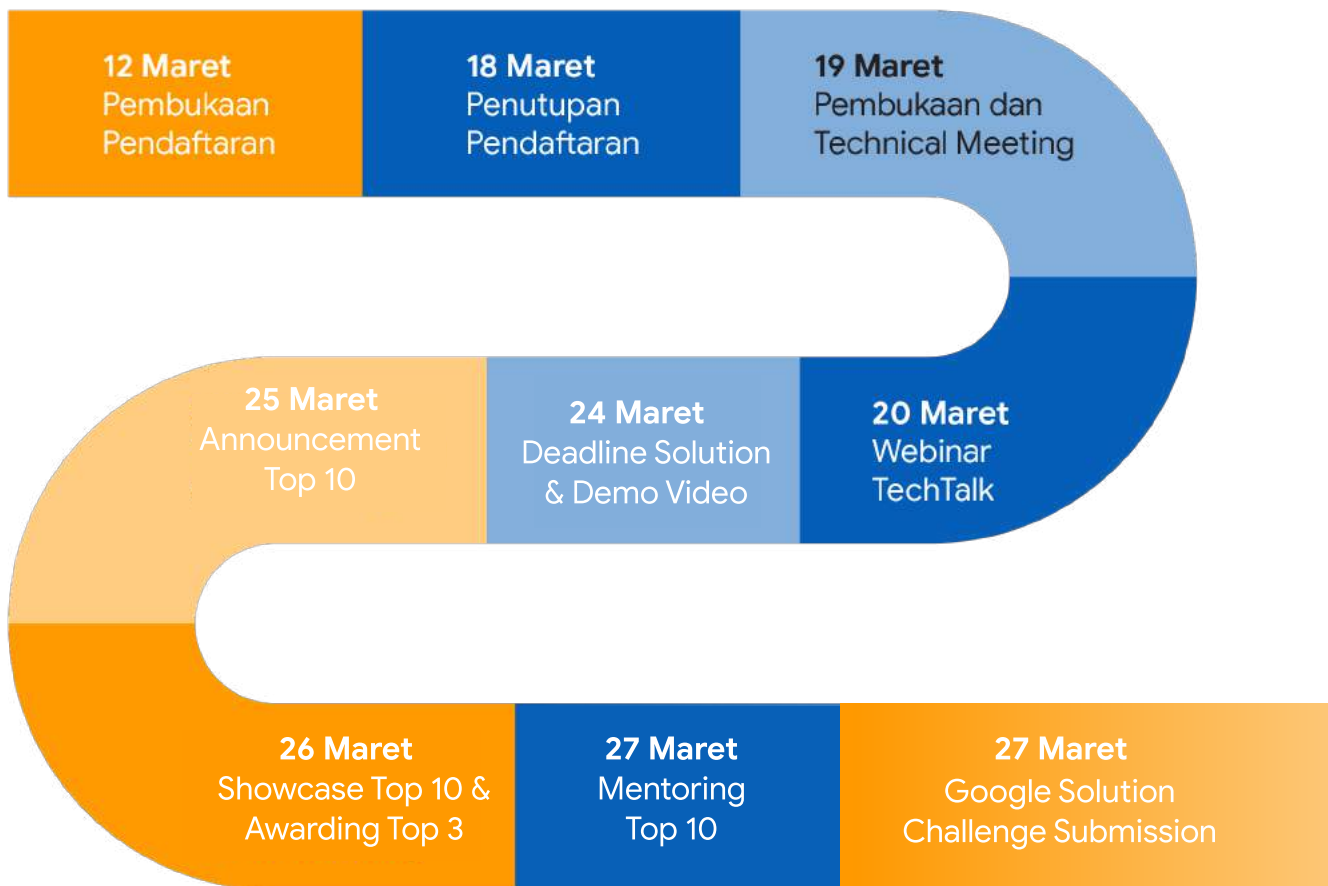 12 Maret
Pembukaan
Pendaftaran
18 Maret
Penutupan
Pendaftaran
19 Maret
Pembukaan dan
Technical Meeting
20 Maret
Webinar
TechTalk
24 Maret
Deadline Solution
& Demo Video
25 Maret
Announcement
Top 10
26 Maret
Showcase Top 10 &
Awarding Top 3
27 Maret
Mentoring
Top 10
27 Maret
Google Solution
Challenge Submission